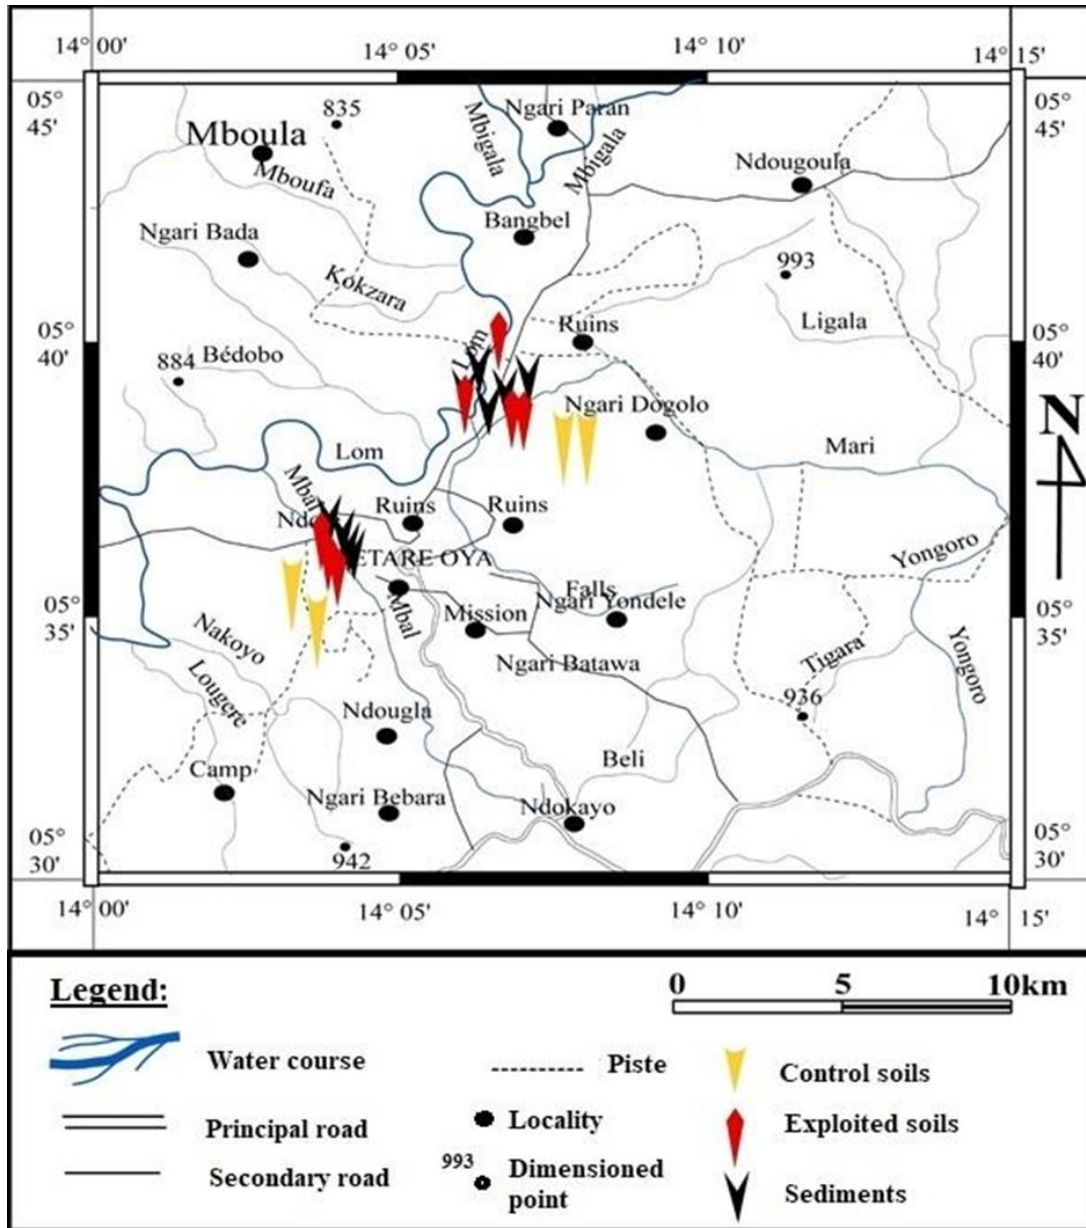 14° 00'
14° 05'
14° 10'
14° 15'
05°
45'
05°
45'
835
Ngari Paran
Mboula
Mbigala
Mbigala
Ndougoula
Mboufa
Bangbel
Ngari Bada
993
Kokzara
Ligala
Ruins
05°
40'
05°
40'
Lom
884
Bédobo
Ngari Dogolo
N
Lom
Mari
Ruins
Ruins
ETARE OYA
Yongoro
Falls
Ngari Yondele
05°
35'
05°
35'
Mbal
Mission
Nakoyo
Ngari Batawa
Tigara
Yongoro
Lougere
936
Ndougla
Camp
Beli
Ngari Bebara
Ndokayo
05°
30'
05°
30'
942
14° 00'
14° 05'
14° 10'
14° 15'
Legend:
0 5 10km
Water course
Piste
Control soils
Principal road
Locality
Exploited soils
Secondary road
993 Dimensioned
point
Sediments